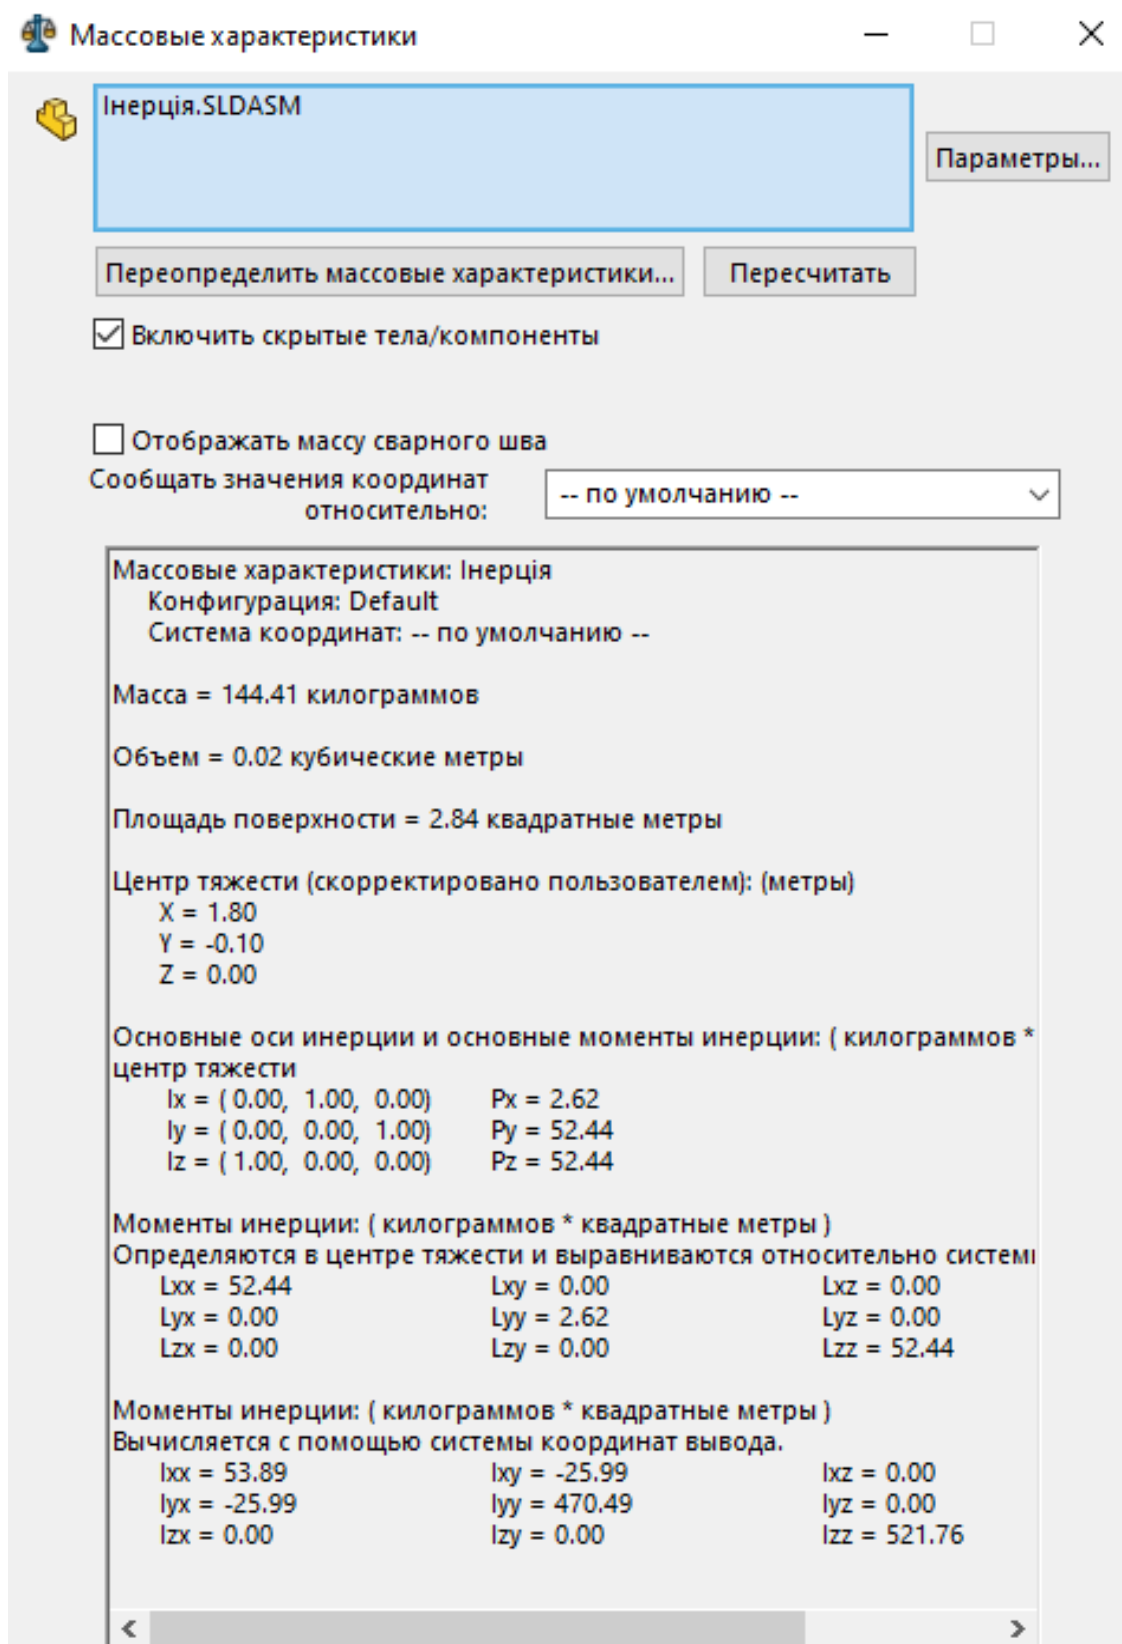 Массовые характеристики
Інерція.SLDASM
Параметры...
Переопределить массовые характеристики... Пересчитать
Включить скрытые тела/компоненты
Отображать массу сварного шва
Сообщать значения координат
относительно:
-- по умолчанию --
Массовые характеристики: Інерція
Конфигурация: Default
Система координат: -- по умолчанию --
Масса = 144.41 килограммов
Объем = 0.02 кубические метры
Площадь поверхности = 2.84 квадратные метры
Центр тяжести (скорректировано пользователем): (метры)
X = 1.80
Y = -0.10
Z = 0.00
Основные оси инерции и основные моменты инерции: ( килограммов *
центр тяжести
Ix = ( 0.00, 1.00, 0.00) Px = 2.62
Iy = ( 0.00, 0.00, 1.00) Py = 52.44
Iz = ( 1.00, 0.00, 0.00) Pz = 52.44
Моменты инерции: ( килограммов * квадратные метры )
Определяются в центре тяжести и выравниваются относительно
Lxx = 52.44 Lxy = 0.00 Lxz = 0.00
Lyx = 0.00 Lyy = 2.62 Lyz = 0.00
Lzx = 0.00 Lzy = 0.00 Lzz = 52.44
Моменты инерции: ( килограммов * квадратные метры )
Вычисляется с помощью системы координат вывода.
Ixx = 53.89 Ixy = -25.99 Ixz = 0.00
Iyx = -25.99 Iyy = 470.49 Iyz = 0.00
Izx = 0.00 Izy = 0.00 Izz = 521.76